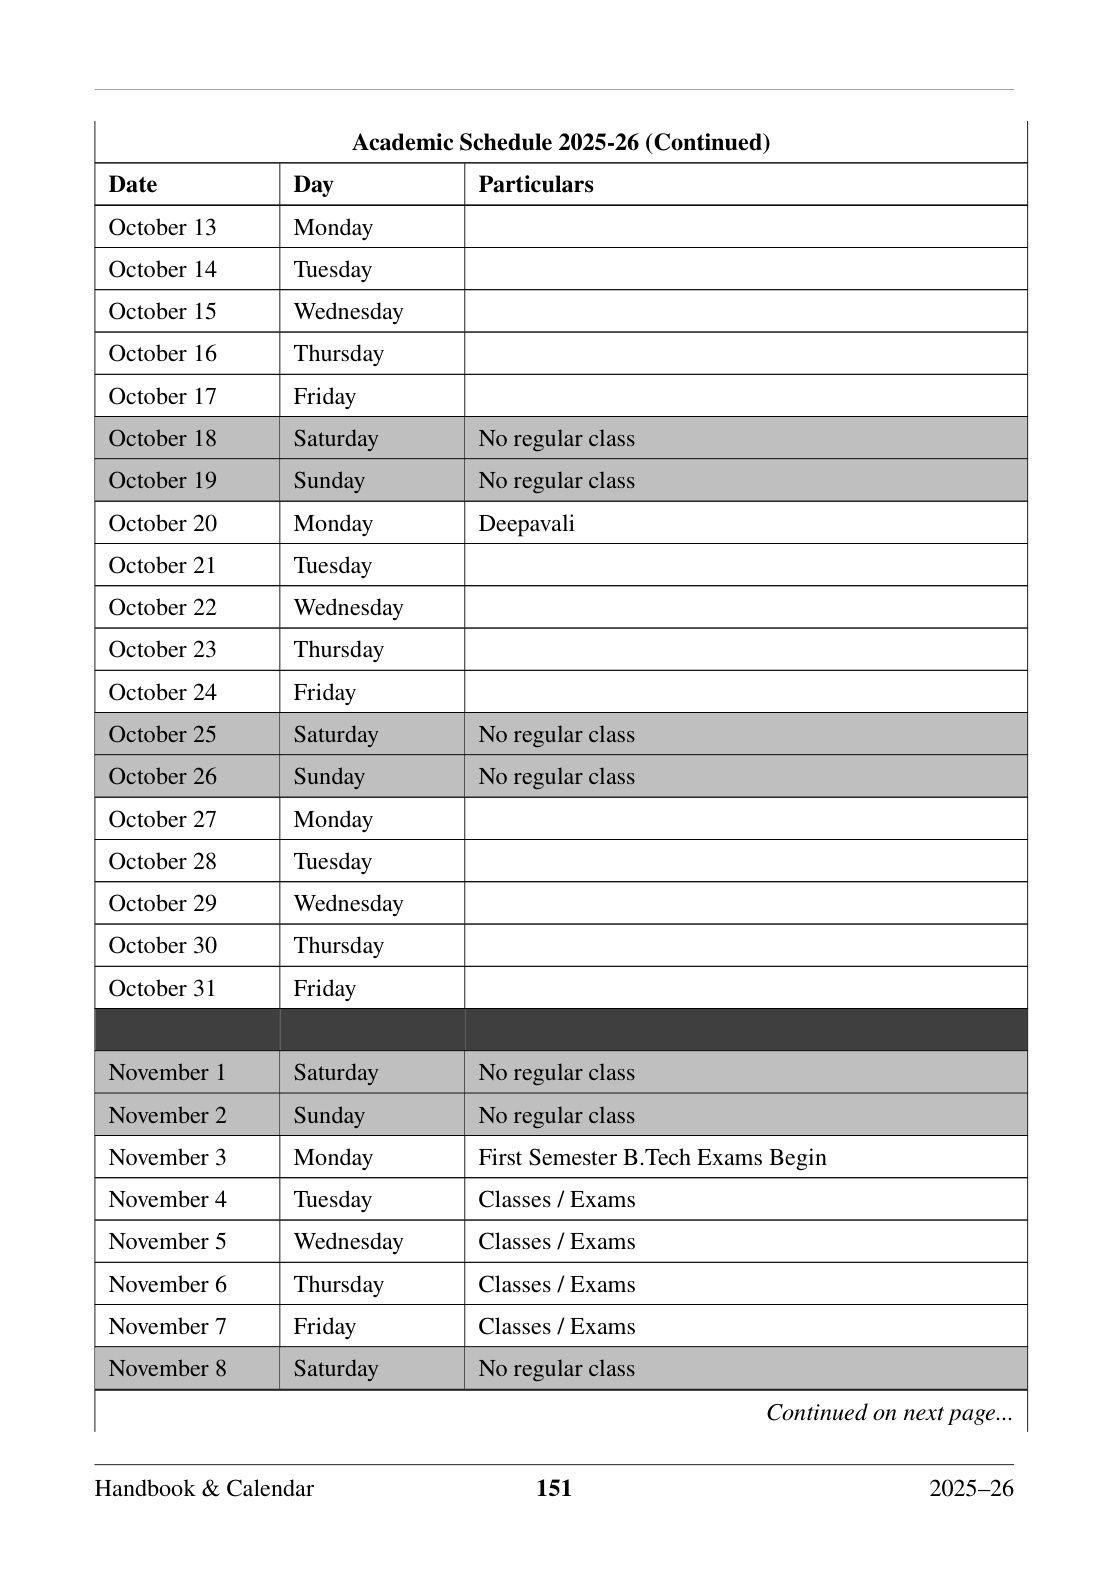 Academic Schedule 2025-26 (Continued)
Date Day Particulars
October 13 Monday
October 14 Tuesday
October 15 Wednesday
October 16 Thursday
October 17 Friday
October 18 Saturday No regular class
October 19 Sunday No regular class
October 20 Monday Deepavali
October 21 Tuesday
October 22 Wednesday
October 23 Thursday
October 24 Friday
October 25 Saturday No regular class
October 26 Sunday No regular class
October 27 Monday
October 28 Tuesday
October 29 Wednesday
October 30 Thursday
October 31 Friday
November 1 Saturday No regular class
November 2 Sunday No regular class
November 3 Monday First Semester B.Tech Exams Begin
November 4 Tuesday Classes / Exams
November 5 Wednesday Classes / Exams
November 6 Thursday Classes / Exams
November 7 Friday Classes / Exams
November 8 Saturday No regular class
Continued on next page...
Handbook & Calendar 151 2025–26